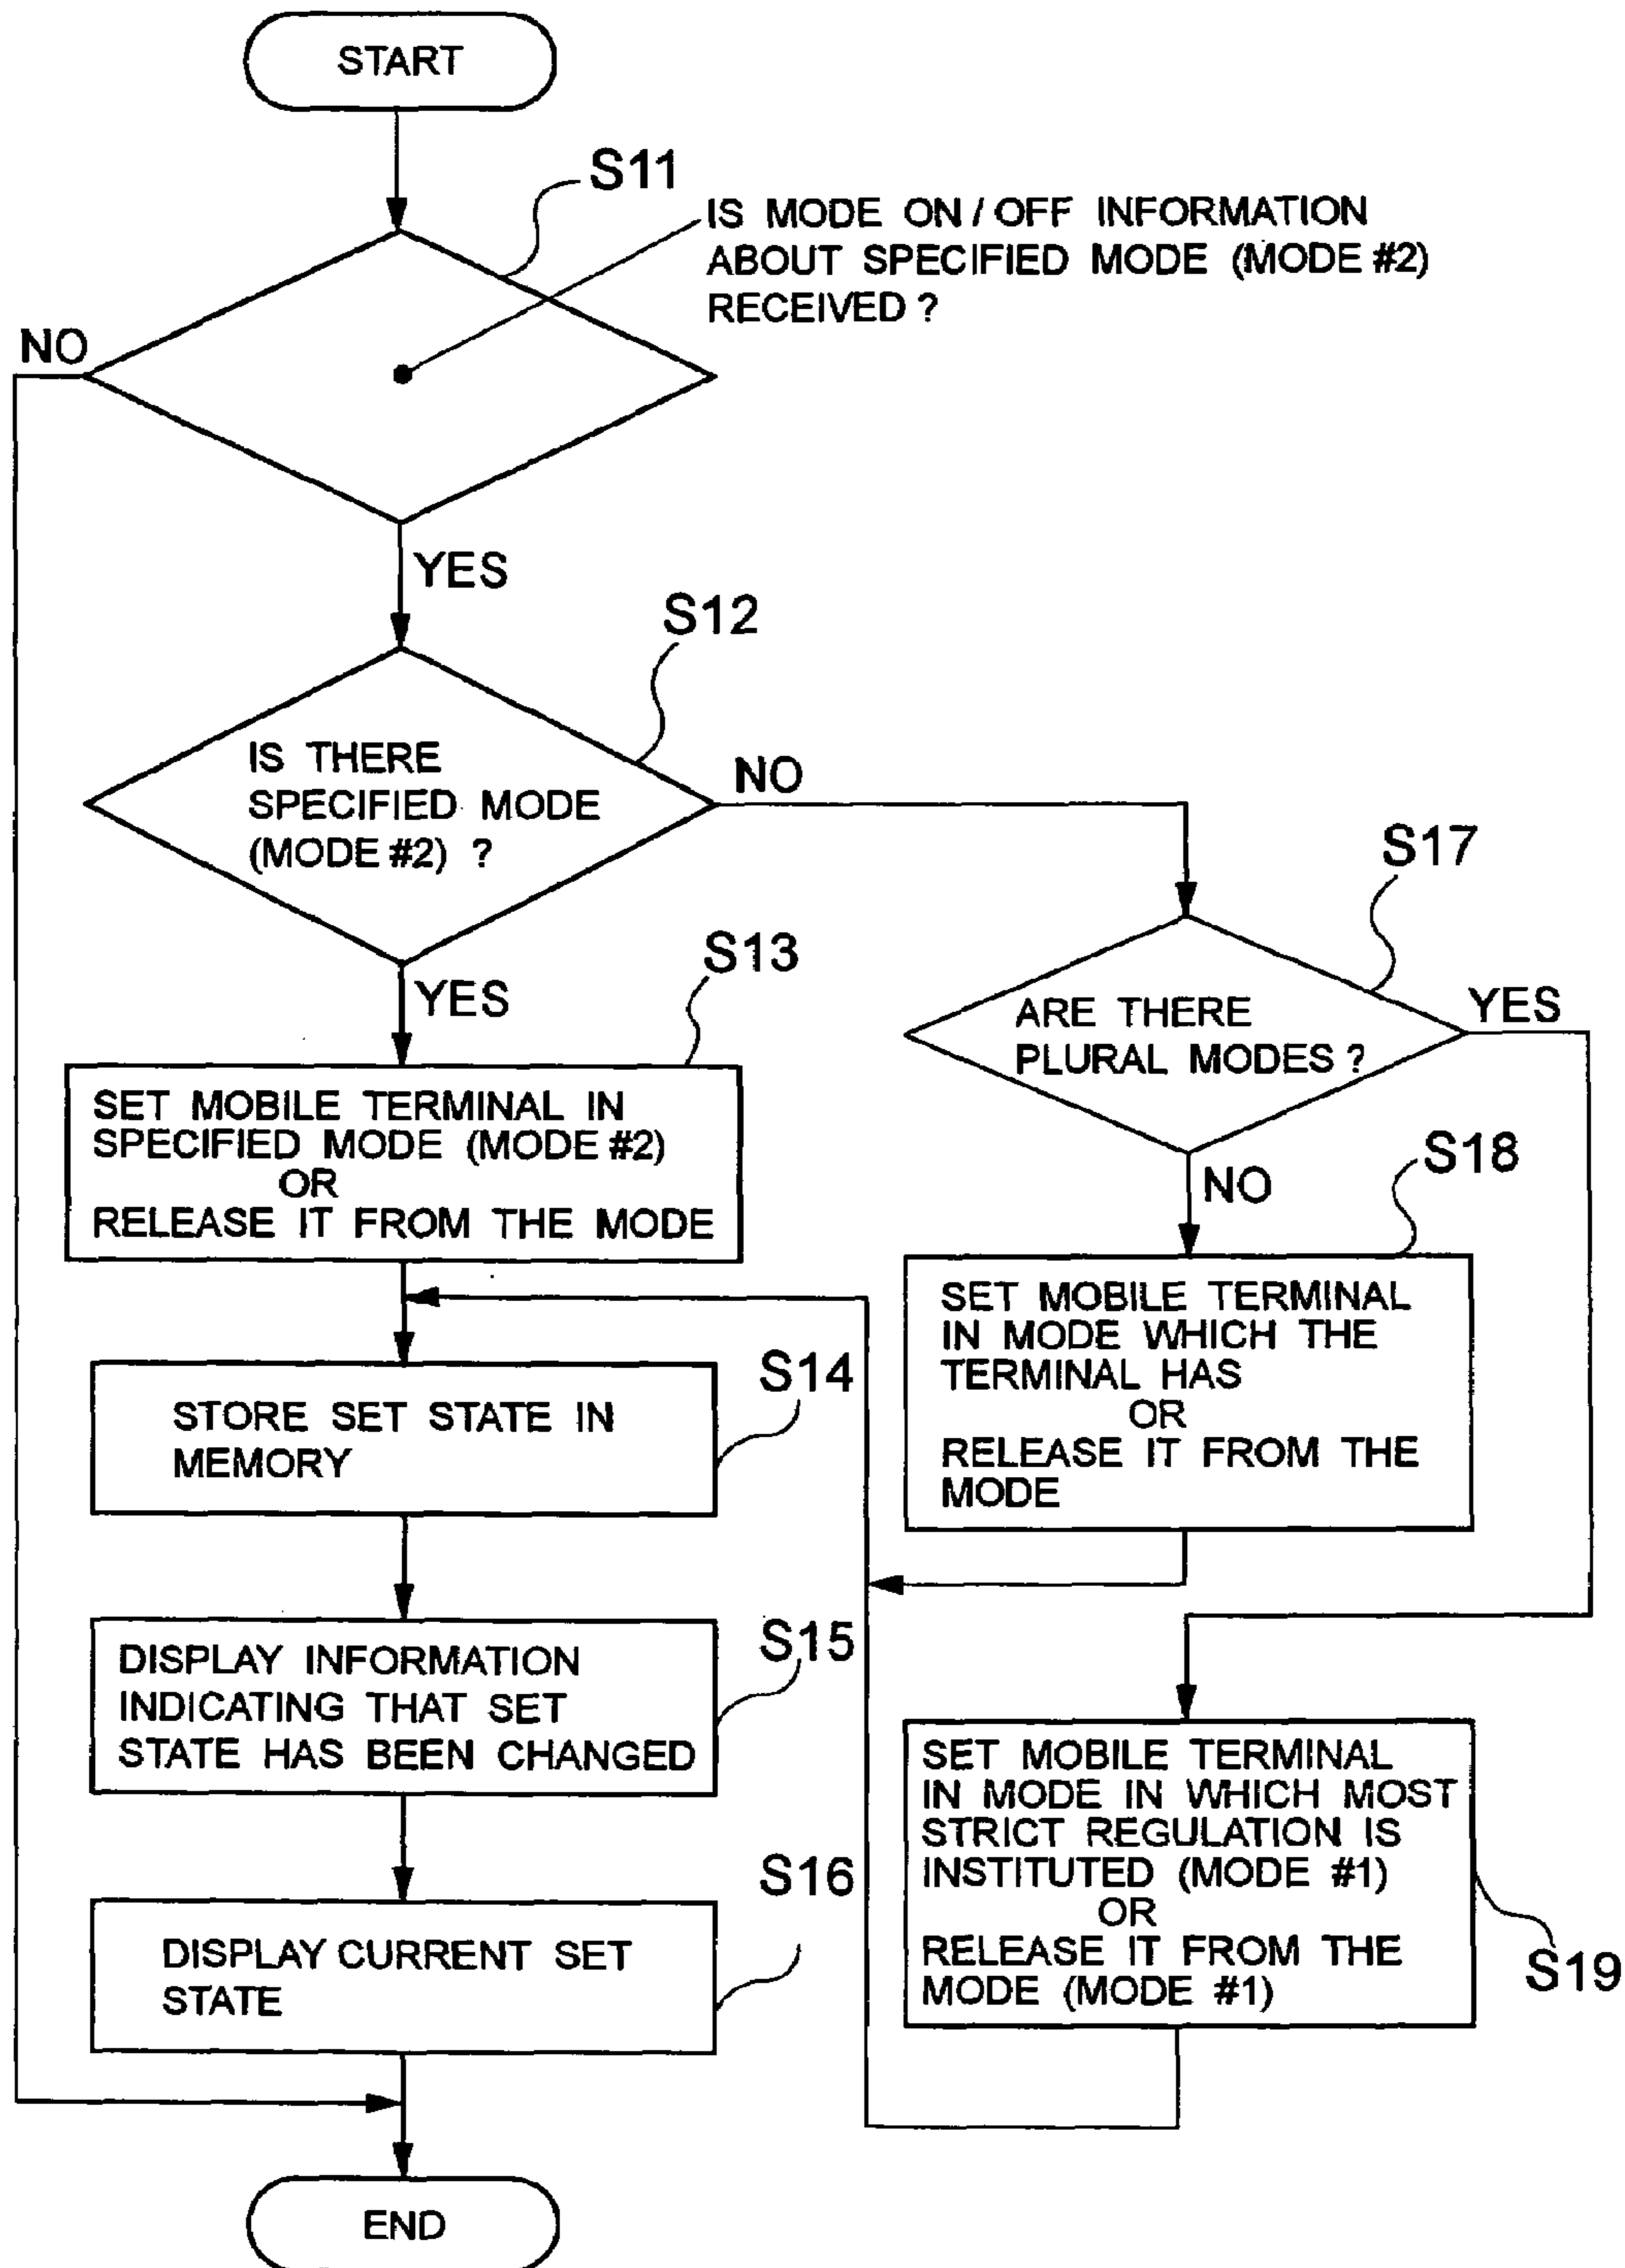 START
S11
IS MODE ON / OFF INFORMATION
ABOUT SPECIFIED MODE (MODE #2)
RECEIVED ?
NO
YES
S12
IS THERE
SPECIFIED MODE
(MODE #2) ?
NO
YES
S13
SET MOBILE TERMINAL IN
SPECIFIED MODE (MODE #2)
OR
RELEASE IT FROM THE MODE
S14
STORE SET STATE IN
MEMORY
S15
DISPLAY INFORMATION
INDICATING THAT SET
STATE HAS BEEN CHANGED
S16
DISPLAY CURRENT SET
STATE
END
S17
ARE THERE
PLURAL MODES ?
YES
NO
S18
SET MOBILE TERMINAL
IN MODE WHICH THE
TERMINAL HAS
OR
RELEASE IT FROM THE
MODE
SET MOBILE TERMINAL
IN MODE IN WHICH MOST
STRICT REGULATION IS
INSTITUTED (MODE #1)
OR
RELEASE IT FROM THE
MODE (MODE #1)
S19